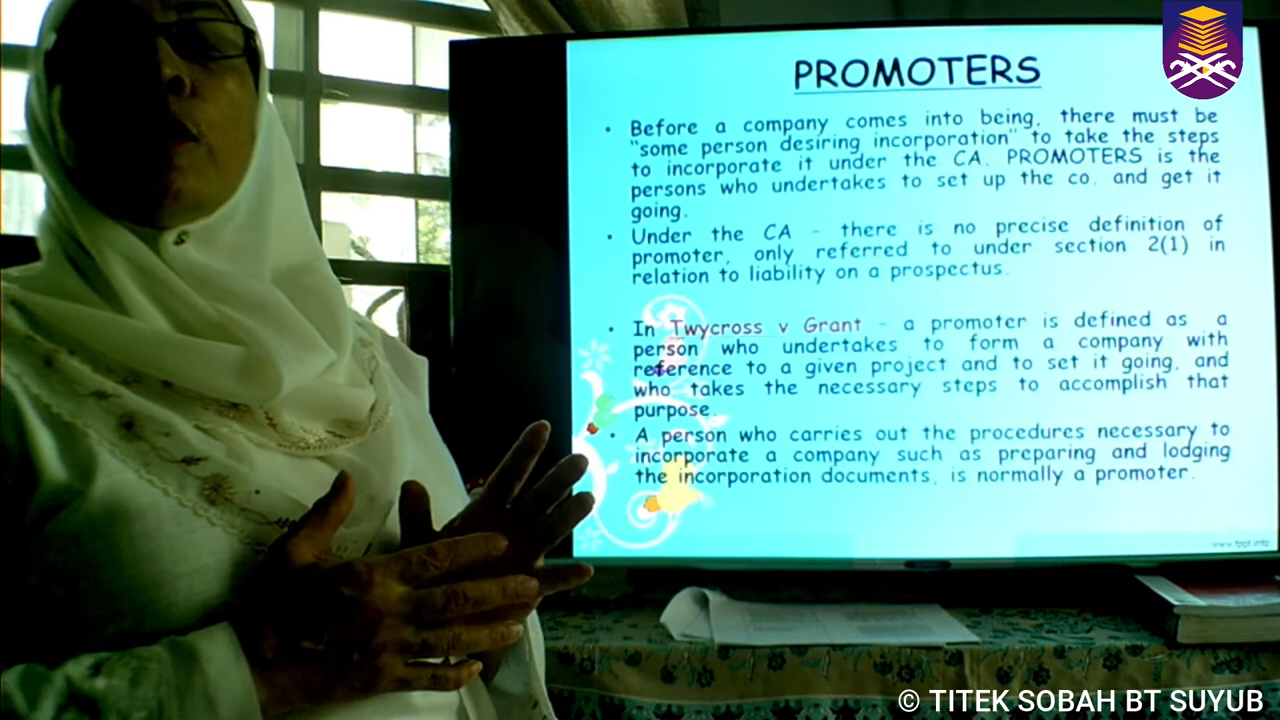 PROMOTERS
• Before a company comes into being, there must be
"some person desiring incorporation" to take the steps
to incorporate it under the CA. PROMOTERS is the
persons who undertakes to set up the co. and get it
going.
• Under the CA - there is no precise definition of
promoter, only referred to under section 2(1) in
relation to liability on a prospectus.
• In Twycross v Grant - a promoter is defined as a
person who undertakes to form a company with
reference to a given project and to set it going, and
who takes the necessary steps to accomplish that
purpose.
• A person who carries out the procedures necessary to
incorporate a company such as preparing and lodging
the incorporation documents, is normally a promoter.
www.fppt.info
© TITEK SOBAH BT SUYUB